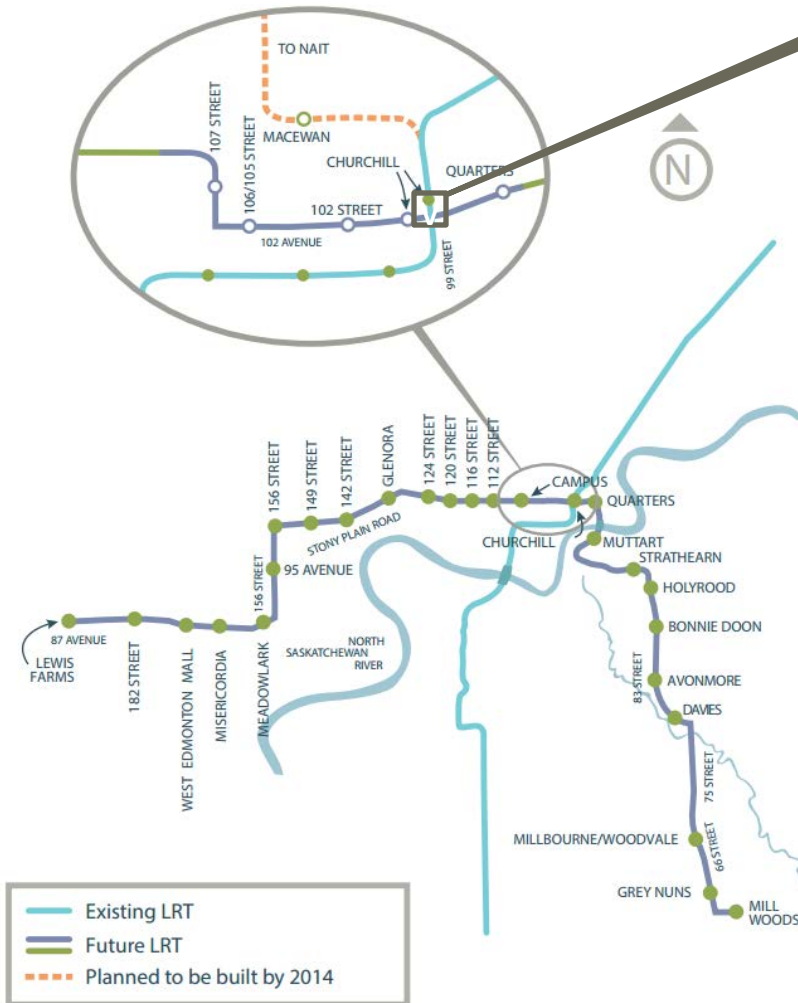 TO NAIT
107 STREET
106/105 STREET
MACEWAN
CHURCHILL
QUARTERS
102 STREET
102 AVENUE
99 STREET
N
156 STREET
149 STREET
142 STREET
GLENORA
124 STREET
120 STREET
116 STREET
112 STREET
CAMPUS
QUARTERS
STONY PLAIN ROAD
CHURCHILL
MUTTART
STRATHEARN
95 AVENUE
156 STREET
HOLYROOD
BONNIE DOON
87 AVENUE
LEWIS
FARMS
182 STREET
WEST EDMONTON MALL
MISERICORDIA
MEADOWLARK
NORTH
SASKATCHEWAN
RIVER
83 STREET
AVONMORE
DAVIES
75 STREET
MILLBOURNE/WOODVALE
66 STREET
GREY NUNS
MILL
WOODS
Existing LRT
Future LRT
Planned to be built by 2014